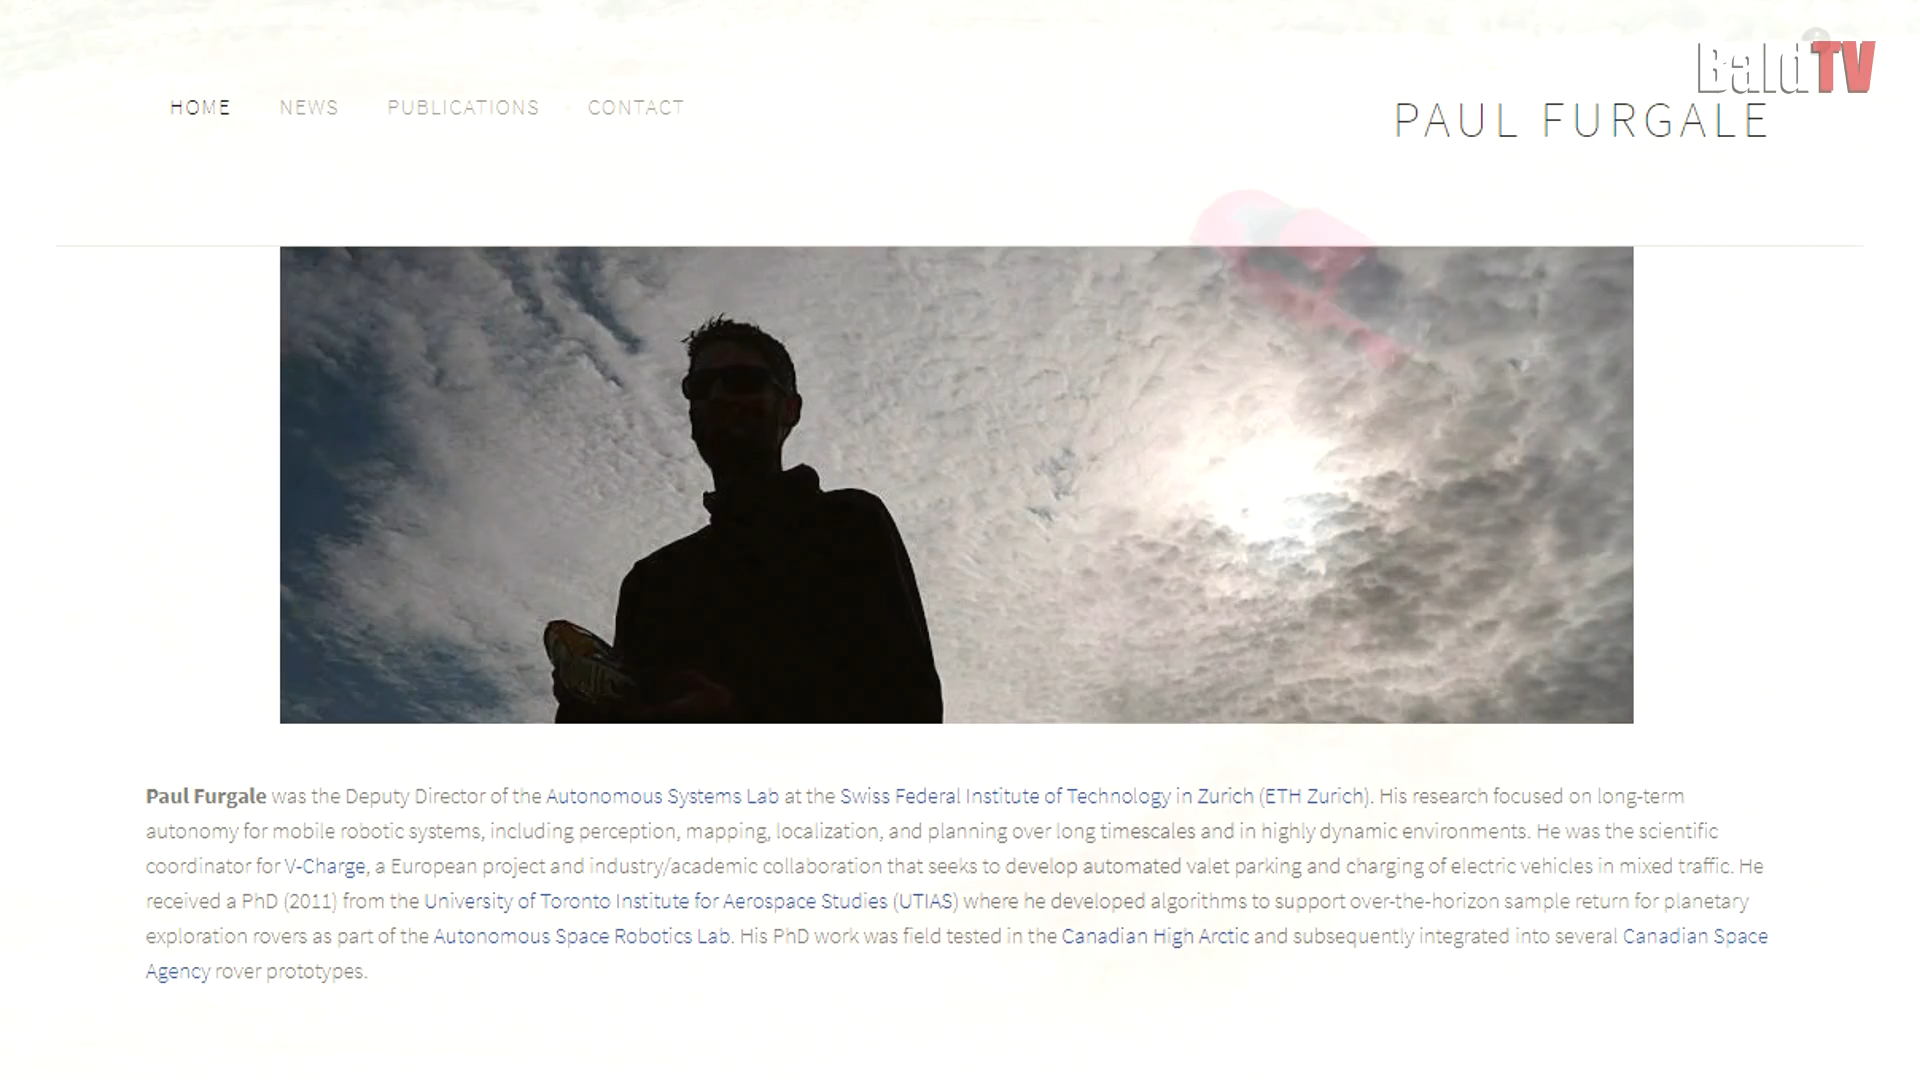 BaldTV
HOME NEWS PUBLICATIONS CONTACT
PAUL FURGALE
Paul Furgale was the Deputy Director of the Autonomous Systems Lab at the Swiss Federal Institute of Technology in Zurich (ETH Zurich). His research focused on long-term
autonomy for mobile robotic systems, including perception, mapping, localization, and planning over long timescales and in highly dynamic environments. He was the scientific
coordinator for V-Charge, a European project and industry/academic collaboration that seeks to develop automated valet parking and charging of electric vehicles in mixed traffic. He
received a PhD (2011) from the University of Toronto Institute for Aerospace Studies (UTIAS) where he developed algorithms to support over-the-horizon sample return for planetary
exploration rovers as part of the Autonomous Space Robotics Lab. His PhD work was field tested in the Canadian High Arctic and subsequently integrated into several Canadian Space
Agency rover prototypes.